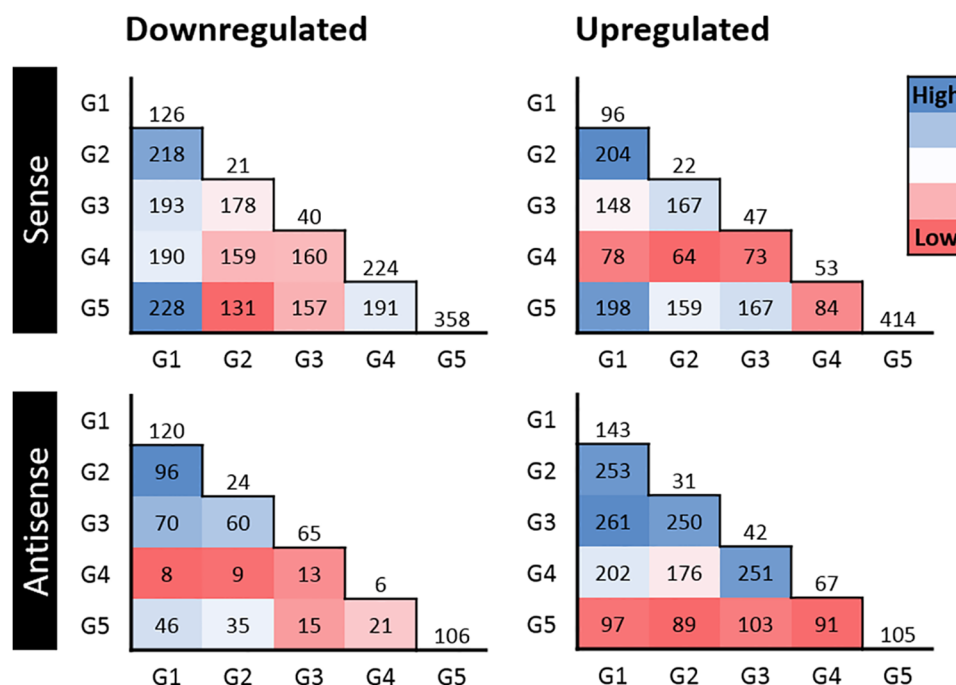 Downregulated Upregulated
Sense
G1 126
G2 218 21
G3 193 178 40
G4 190 159 160 224
G5 228 131 157 191 358
G1 G2 G3 G4 G5
G1 96
G2 204 22
G3 148 167 47
G4 78 64 73 53
G5 198 159 167 84 414
G1 G2 G3 G4 G5
High
Low
Antisense
G1 120
G2 96 24
G3 70 60 65
G4 8 9 13 6
G5 46 35 15 21 106
G1 G2 G3 G4 G5
G1 143
G2 253 31
G3 261 250 42
G4 202 176 251 67
G5 97 89 103 91 105
G1 G2 G3 G4 G5